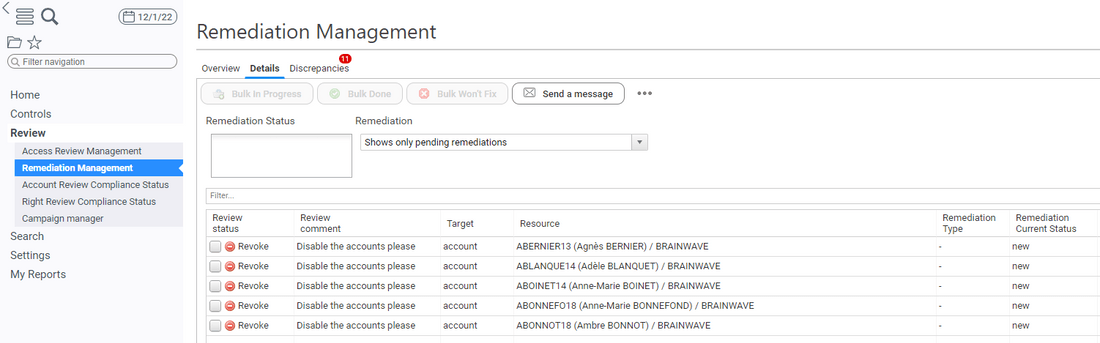 12/1/22
Filter navigation
Home
Controls
Review
Access Review Management
Remediation Management
Account Review Compliance Status
Right Review Compliance Status
Campaign manager
Search
Settings
My Reports
Remediation Management
Overview Details Discrepancies 11
Bulk In Progress Bulk Done Bulk Won't Fix Send a message
Remediation Status Remediation
Shows only pending remediations
Filter...
Review status Review comment Target Resource Remediation Type Remediation Current Status
Revoke Disable the accounts please account ABERNIER13 (Agnès BERNIER) / BRAINWAVE - new
Revoke Disable the accounts please account ABLANQUE14 (Adèle BLANQUET) / BRAINWAVE - new
Revoke Disable the accounts please account ABOINET14 (Anne-Marie BOINET) / BRAINWAVE - new
Revoke Disable the accounts please account ABONNEFO18 (Anne-Marie BONNEFOND) / BRAINWAVE - new
Revoke Disable the accounts please account ABONNOT18 (Ambre BONNOT) / BRAINWAVE - new